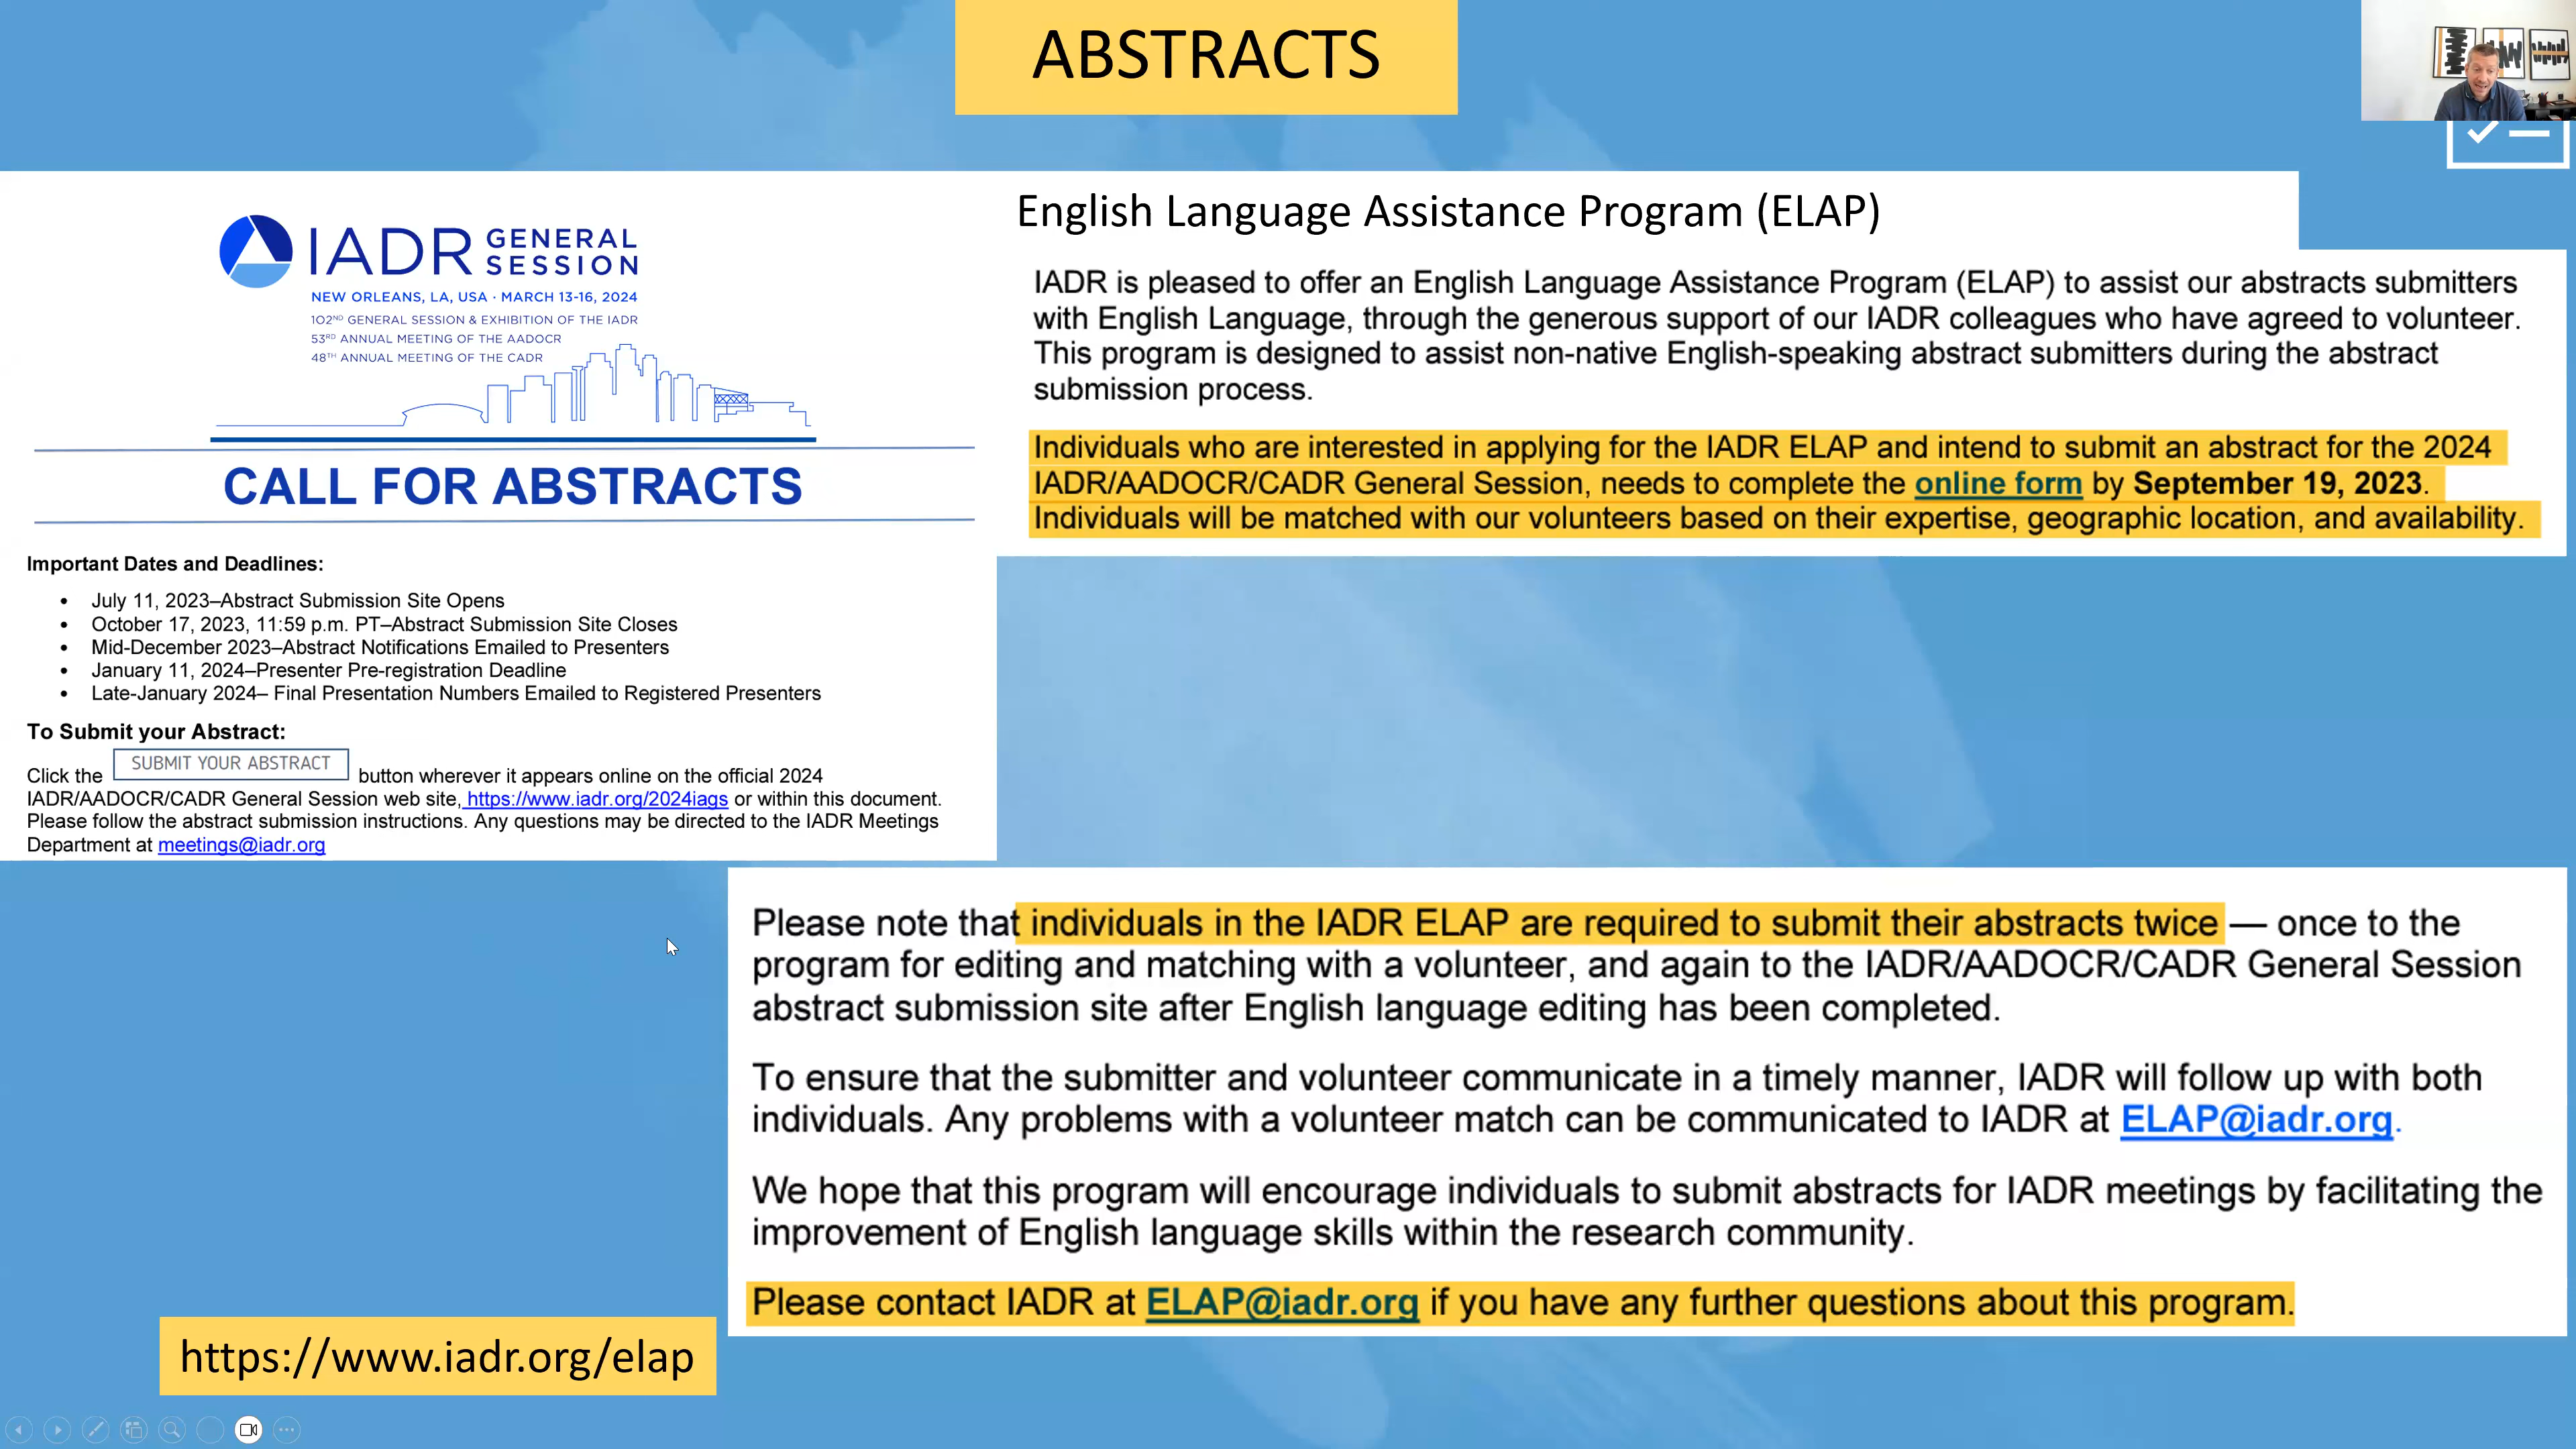 ABSTRACTS
IADR GENERAL
SESSION
NEW ORLEANS, LA, USA · MARCH 13-16, 2024
102ND GENERAL SESSION & EXHIBITION OF THE IADR
53RD ANNUAL MEETING OF THE AADOCR
48TH ANNUAL MEETING OF THE CADR
CALL FOR ABSTRACTS
Important Dates and Deadlines:
• July 11, 2023–Abstract Submission Site Opens
• October 17, 2023, 11:59 p.m. PT–Abstract Submission Site Closes
• Mid-December 2023–Abstract Notifications Emailed to Presenters
• January 11, 2024–Presenter Pre-registration Deadline
• Late-January 2024– Final Presentation Numbers Emailed to Registered Presenters
To Submit your Abstract:
Click the SUBMIT YOUR ABSTRACT button wherever it appears online on the official 2024
IADR/AADOCR/CADR General Session web site, https://www.iadr.org/2024iags or within this document.
Please follow the abstract submission instructions. Any questions may be directed to the IADR Meetings
Department at meetings@iadr.org
English Language Assistance Program (ELAP)
IADR is pleased to offer an English Language Assistance Program (ELAP) to assist our abstracts submitters
with English Language, through the generous support of our IADR colleagues who have agreed to volunteer.
This program is designed to assist non-native English-speaking abstract submitters during the abstract
submission process.
Individuals who are interested in applying for the IADR ELAP and intend to submit an abstract for the 2024
IADR/AADOCR/CADR General Session, needs to complete the online form by September 19, 2023.
Individuals will be matched with our volunteers based on their expertise, geographic location, and availability.
Please note that individuals in the IADR ELAP are required to submit their abstracts twice — once to the
program for editing and matching with a volunteer, and again to the IADR/AADOCR/CADR General Session
abstract submission site after English language editing has been completed.
To ensure that the submitter and volunteer communicate in a timely manner, IADR will follow up with both
individuals. Any problems with a volunteer match can be communicated to IADR at ELAP@iadr.org.
We hope that this program will encourage individuals to submit abstracts for IADR meetings by facilitating the
improvement of English language skills within the research community.
Please contact IADR at ELAP@iadr.org if you have any further questions about this program.
https://www.iadr.org/elap